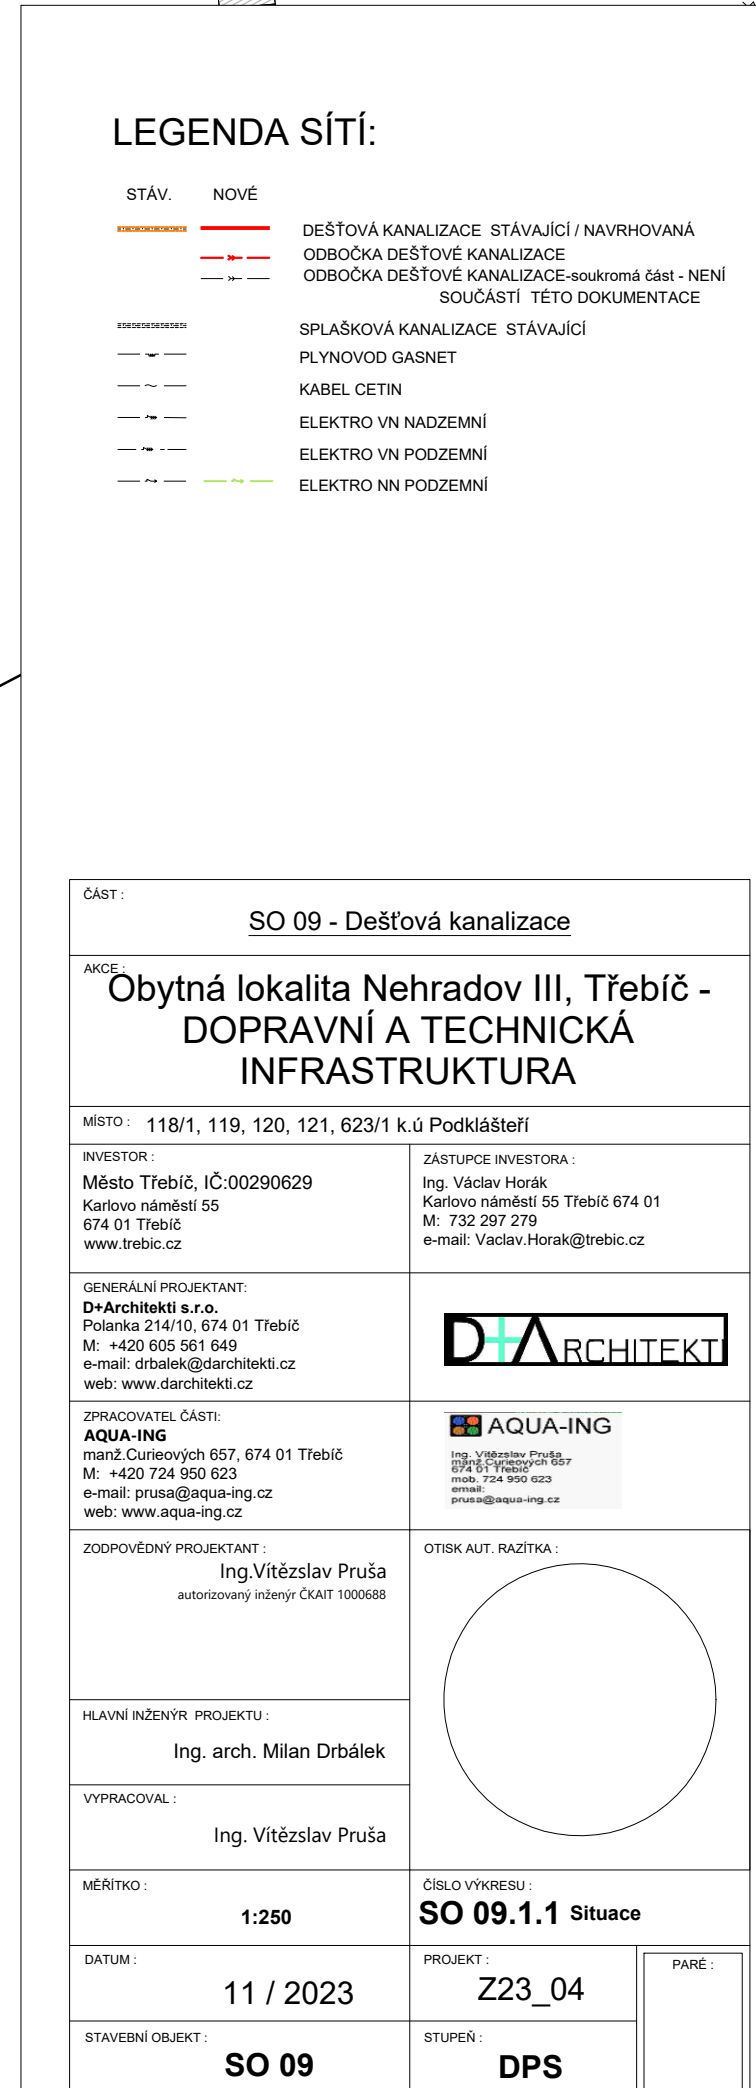 LEGENDA SÍTÍ:
STÁV. NOVÉ
DEŠŤOVÁ KANALIZACE STÁVAJÍCÍ / NAVRHOVANÁ
ODBOČKA DEŠŤOVÉ KANALIZACE
ODBOČKA DEŠŤOVÉ KANALIZACE-soukromá část - NENÍ
SOUČÁSTÍ TÉTO DOKUMENTACE
SPLAŠKOVÁ KANALIZACE STÁVAJÍCÍ
PLYNOVOD GASNET
KABEL CETIN
ELEKTRO VN NADZEMNÍ
ELEKTRO VN PODZEMNÍ
ELEKTRO NN PODZEMNÍ
ČÁST :
SO 09 - Dešťová kanalizace
AKCE :
Obytná lokalita Nehradov III, Třebíč -
DOPRAVNÍ A TECHNICKÁ
INFRASTRUKTURA
MÍSTO : 118/1, 119, 120, 121, 623/1 k.ú Podklášteří
INVESTOR :
Město Třebíč, IČ:00290629
Karlovo náměstí 55
674 01 Třebíč
www.trebic.cz
ZÁSTUPCE INVESTORA :
Ing. Václav Horák
Karlovo náměstí 55 Třebíč 674 01
M: 732 297 279
e-mail: Vaclav.Horak@trebic.cz
GENERÁLNÍ PROJEKTANT:
D+Architekti s.r.o.
Polanka 214/10, 674 01 Třebíč
M: +420 605 561 649
e-mail: drbalek@darchitekti.cz
web: www.darchitekti.cz
D+ARCHITEKTI
ZPRACOVATEL ČÁSTI:
AQUA-ING
manž.Curieových 657, 674 01 Třebíč
M: +420 724 950 623
e-mail: prusa@aqua-ing.cz
web: www.aqua-ing.cz
AQUA-ING
Ing. Vítězslav Pruša
manž.Curieových 657
674 01 Třebíč
mob. 724 950 623
email:
prusa@aqua-ing.cz
ZODPOVĚDNÝ PROJEKTANT :
Ing.Vítězslav Pruša
autorizovaný inženýr ČKAIT 1000688
OTISK AUT. RAZÍTKA :
HLAVNÍ INŽENÝR PROJEKTU :
Ing. arch. Milan Drbálek
VYPRACOVAL :
Ing. Vítězslav Pruša
MĚŘÍTKO :
1:250
ČÍSLO VÝKRESU :
SO 09.1.1 Situace
DATUM :
11 / 2023
PROJEKT :
Z23_04
PARÉ :
STAVEBNÍ OBJEKT :
SO 09
STUPEŇ :
DPS